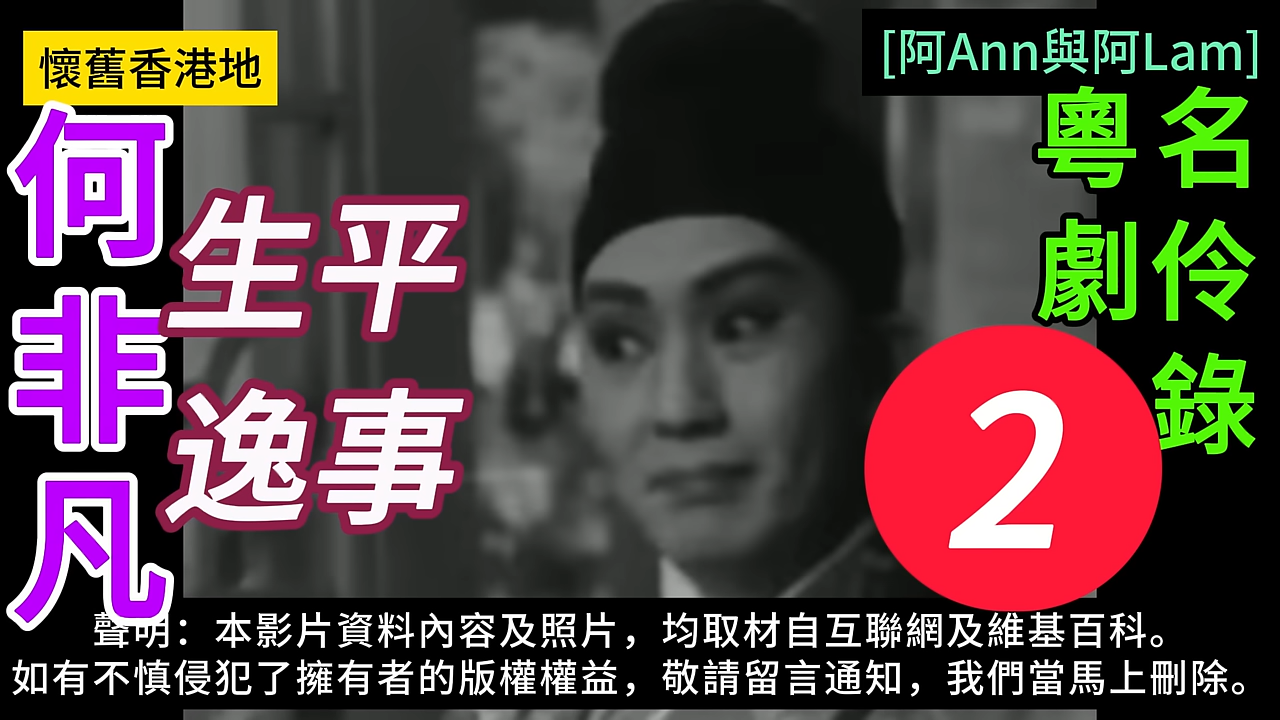 懷舊香港地
[阿Ann與阿Lam]
何非凡
生平
逸事
粵劇
名伶錄
2
聲明：本影片資料內容及照片，均取材自互聯網及維基百科。
如有不慎侵犯了擁有者的版權權益，敬請留言通知，我們當馬上刪除。